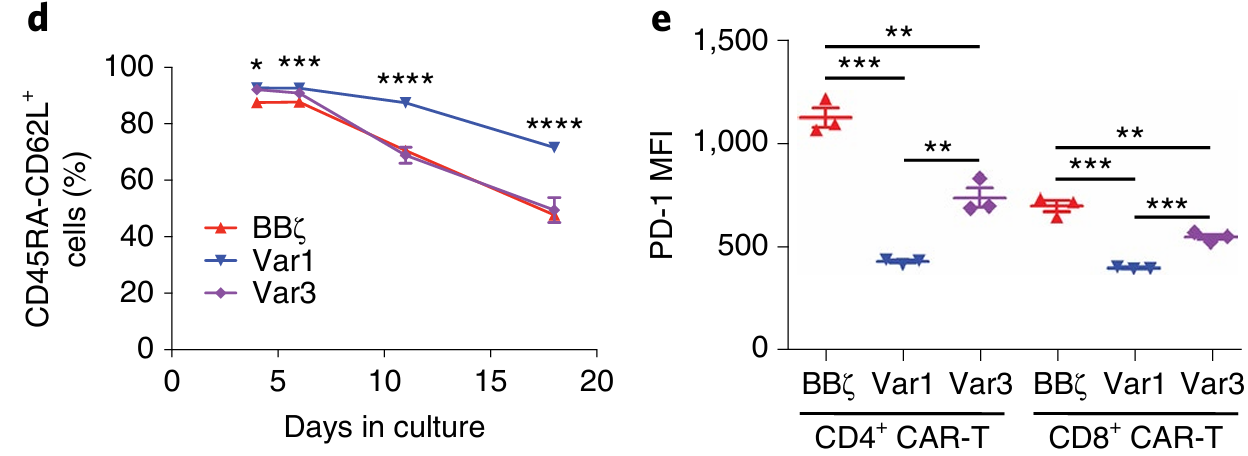 d
CD45RA-CD62L+
cells (%)
100
80
60
40
20
0
* *** **** ****
BBζ
Var1
Var3
0 5 10 15 20
Days in culture
e
PD-1 MFI
1,500
1,000
500
0
**
***
**
**
***
***
BBζ Var1 Var3 BBζ Var1 Var3
CD4+ CAR-T CD8+ CAR-T